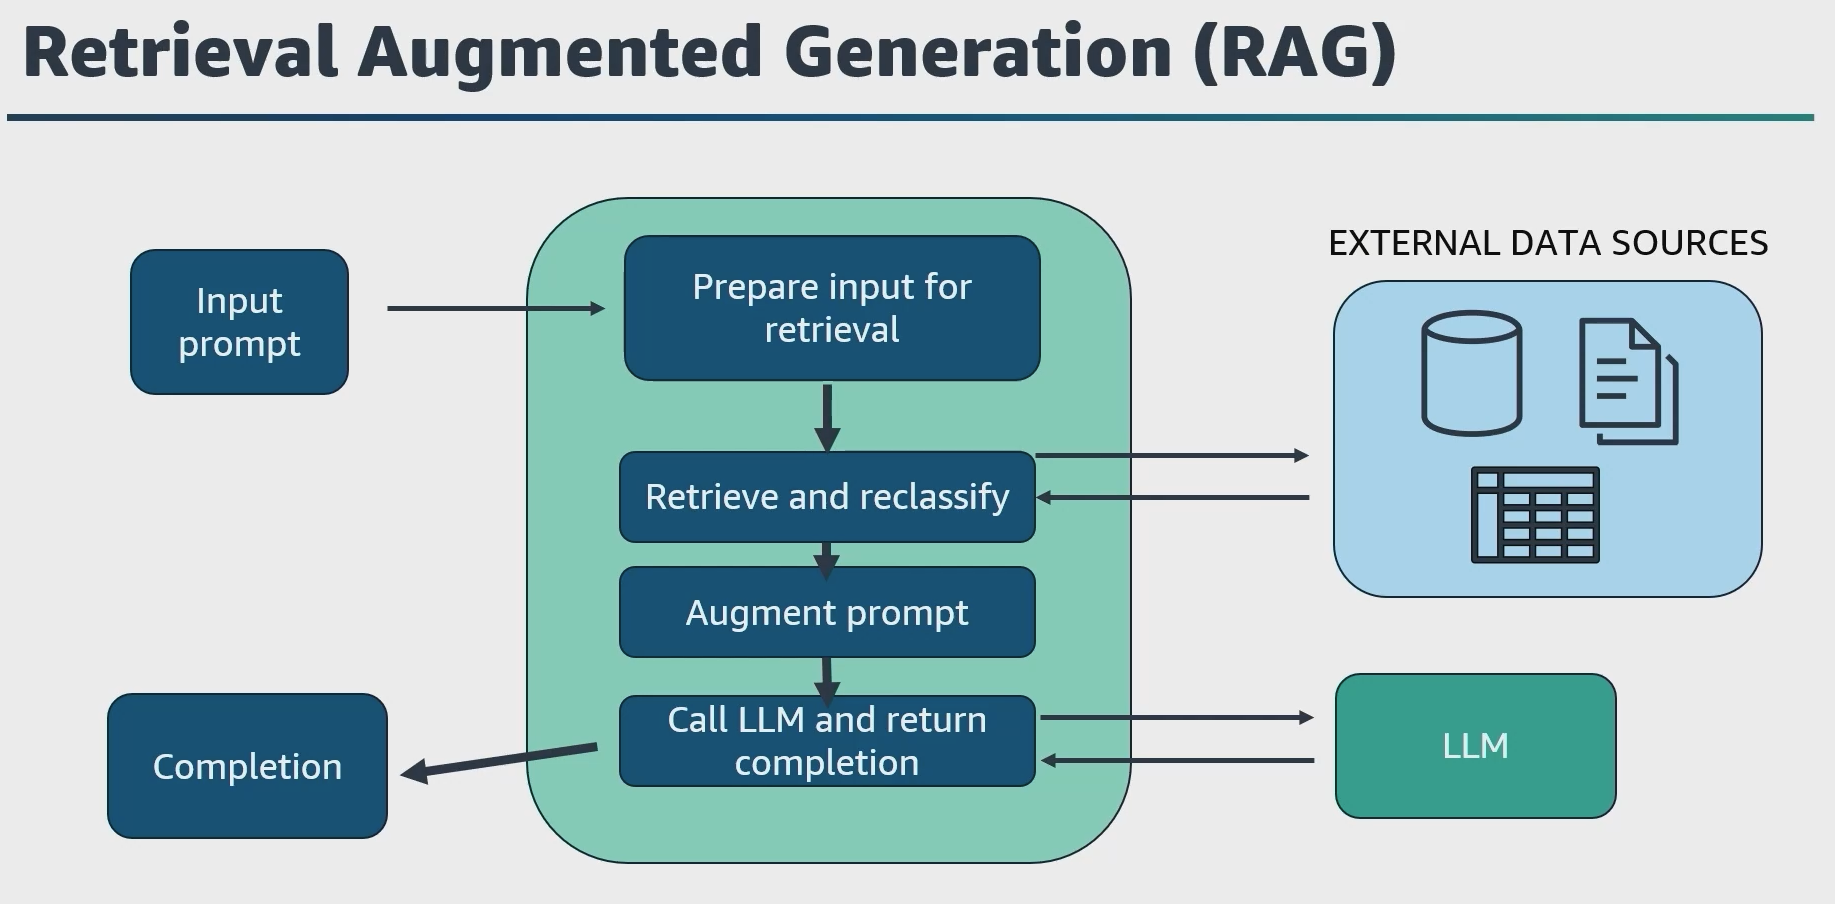 Retrieval Augmented Generation (RAG)
Input
prompt
Prepare input for
retrieval
EXTERNAL DATA SOURCES
Retrieve and reclassify
Augment prompt
Call LLM and return
completion
LLM
Completion